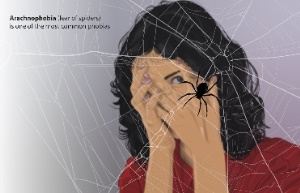 Arachnophobia (fear of spiders)
is one of the most common phobias